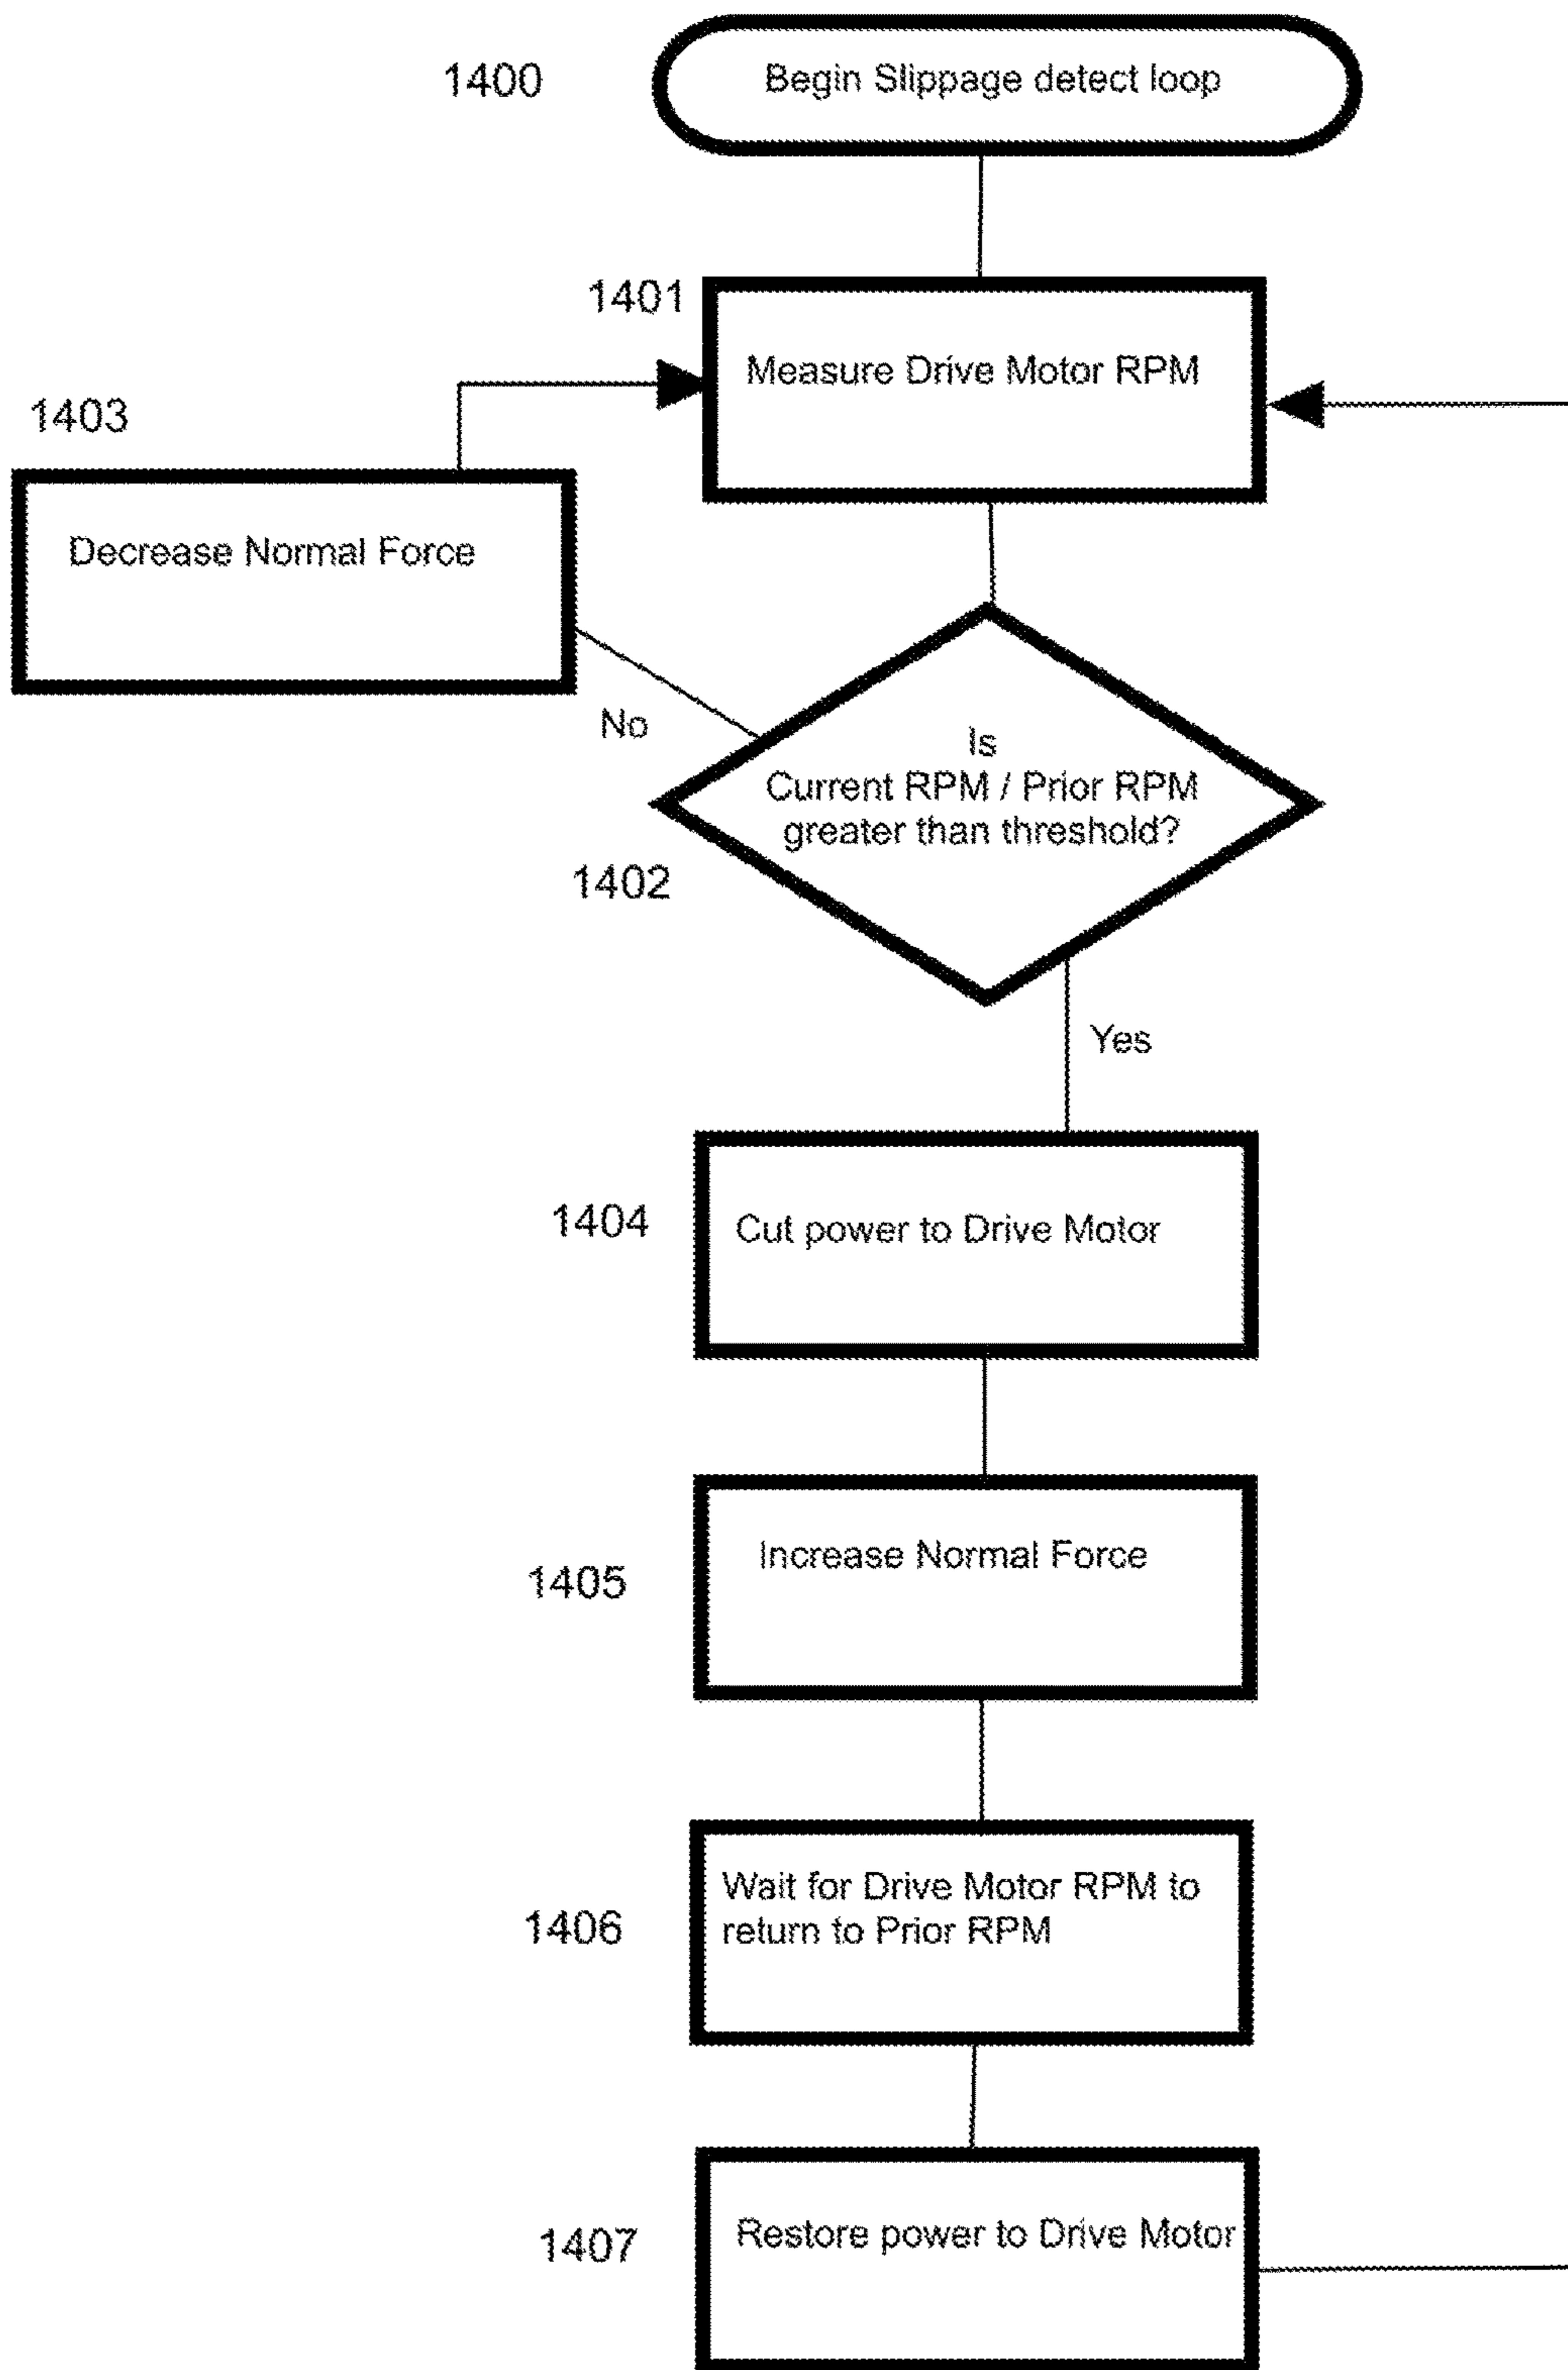 1400
Begin Slippage detect loop
1401
Measure Drive Motor RPM
1403
Decrease Normal Force
No
Is
Current RPM / Prior RPM
greater than threshold?
1402
Yes
1404
Cut power to Drive Motor
1405
Increase Normal Force
1406
Wait for Drive Motor RPM to
return to Prior RPM
1407
Restore power to Drive Motor